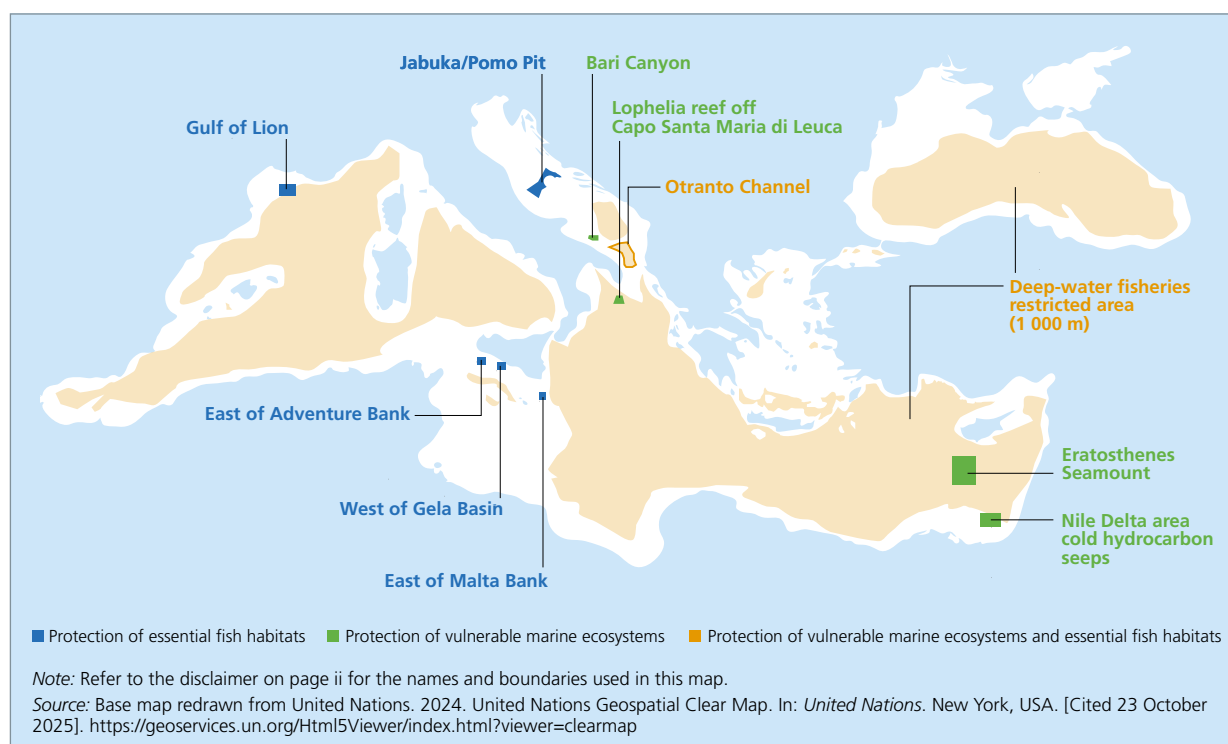 Jabuka/Pomo Pit
Bari Canyon
Lophelia reef off
Capo Santa Maria di Leuca
Gulf of Lion
Otranto Channel
Deep-water fisheries
restricted area
(1 000 m)
East of Adventure Bank
Eratosthenes
Seamount
West of Gela Basin
Nile Delta area
cold hydrocarbon
seeps
East of Malta Bank
Protection of essential fish habitats
Protection of vulnerable marine ecosystems
Protection of vulnerable marine ecosystems and essential fish habitats
Note: Refer to the disclaimer on page ii for the names and boundaries used in this map.
Source: Base map redrawn from United Nations. 2024. United Nations Geospatial Clear Map. In: United Nations. New York, USA. [Cited 23 October
2025]. https://geoservices.un.org/Html5Viewer/index.html?viewer=clearmap